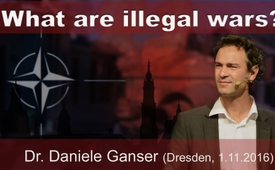 What are illegal wars?
Dr. Daniele Ganser (Dresden, 1.11.2016)